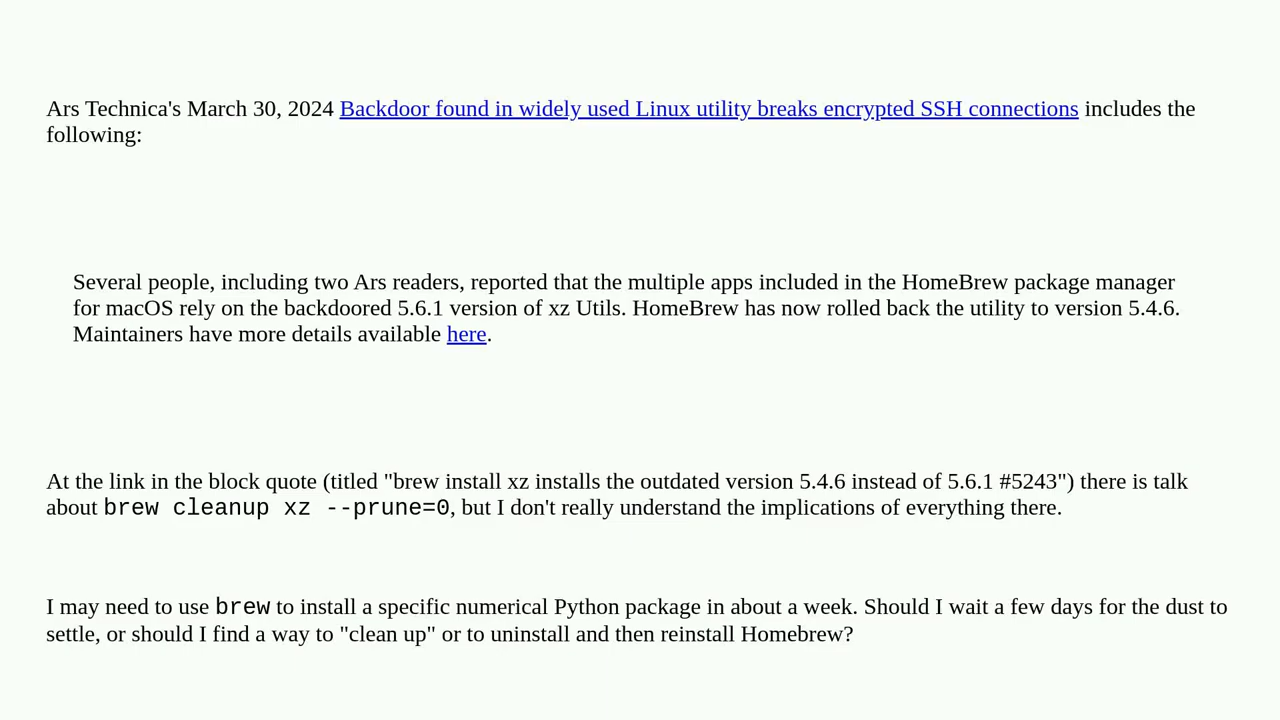 Ars Technica's March 30, 2024 Backdoor found in widely used Linux utility breaks encrypted SSH connections includes the
following:
Several people, including two Ars readers, reported that the multiple apps included in the HomeBrew package manager
for macOS rely on the backdoored 5.6.1 version of xz Utils. HomeBrew has now rolled back the utility to version 5.4.6.
Maintainers have more details available here.
At the link in the block quote (titled "brew install xz installs the outdated version 5.4.6 instead of 5.6.1 #5243") there is talk
about brew cleanup xz --prune=0, but I don't really understand the implications of everything there.
I may need to use brew to install a specific numerical Python package in about a week. Should I wait a few days for the dust to
settle, or should I find a way to "clean up" or to uninstall and then reinstall Homebrew?